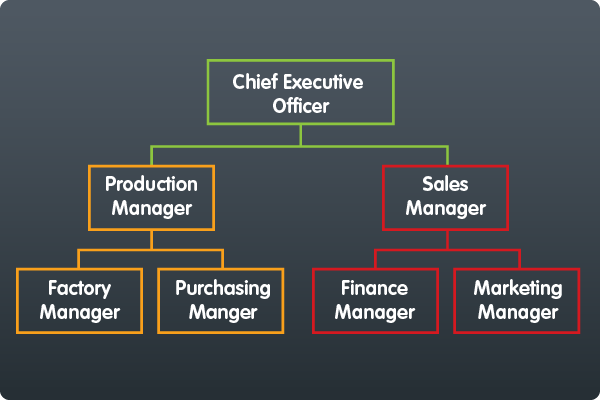 Chief Executive
Officer
Production
Manager
Sales
Manager
Factory
Manager
Purchasing
Manger
Finance
Manager
Marketing
Manager